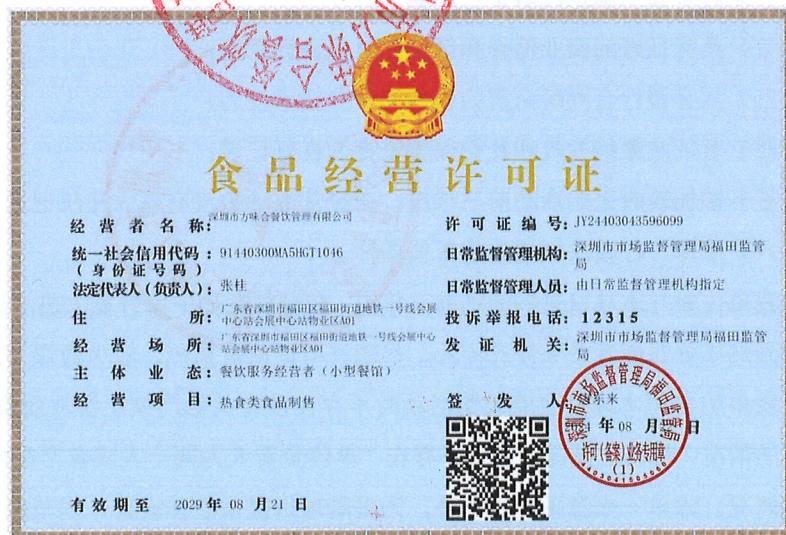 食品经营许可证
经营者名称：深圳市方味合餐饮管理有限公司
统一社会信用代码：91440300MA5HGT1046
（身份证号码）
法定代表人（负责人）：张桂
住所：广东省深圳市福田区福田街道地铁一号线会展
中心站会展中心站物业区A01
经营场所：广东省深圳市福田区福田街道地铁一号线会展中心
站会展中心站物业区A01
主体业态：餐饮服务经营者（小型餐馆）
经营项目：热食类食品制售
有效期至 2029 年 08 月 21 日
许可证编号：JY24403043596099
日常监督管理机构：深圳市市场监督管理局福田监管
局
日常监督管理人员：由日常监督管理机构指定
投诉举报电话：12315
发证机关：深圳市市场监督管理局福田监管
局
签发人：东来
年 08 月 日
深圳市市场监督管理局福田监管局
许可（备案）业务专用章
（1）